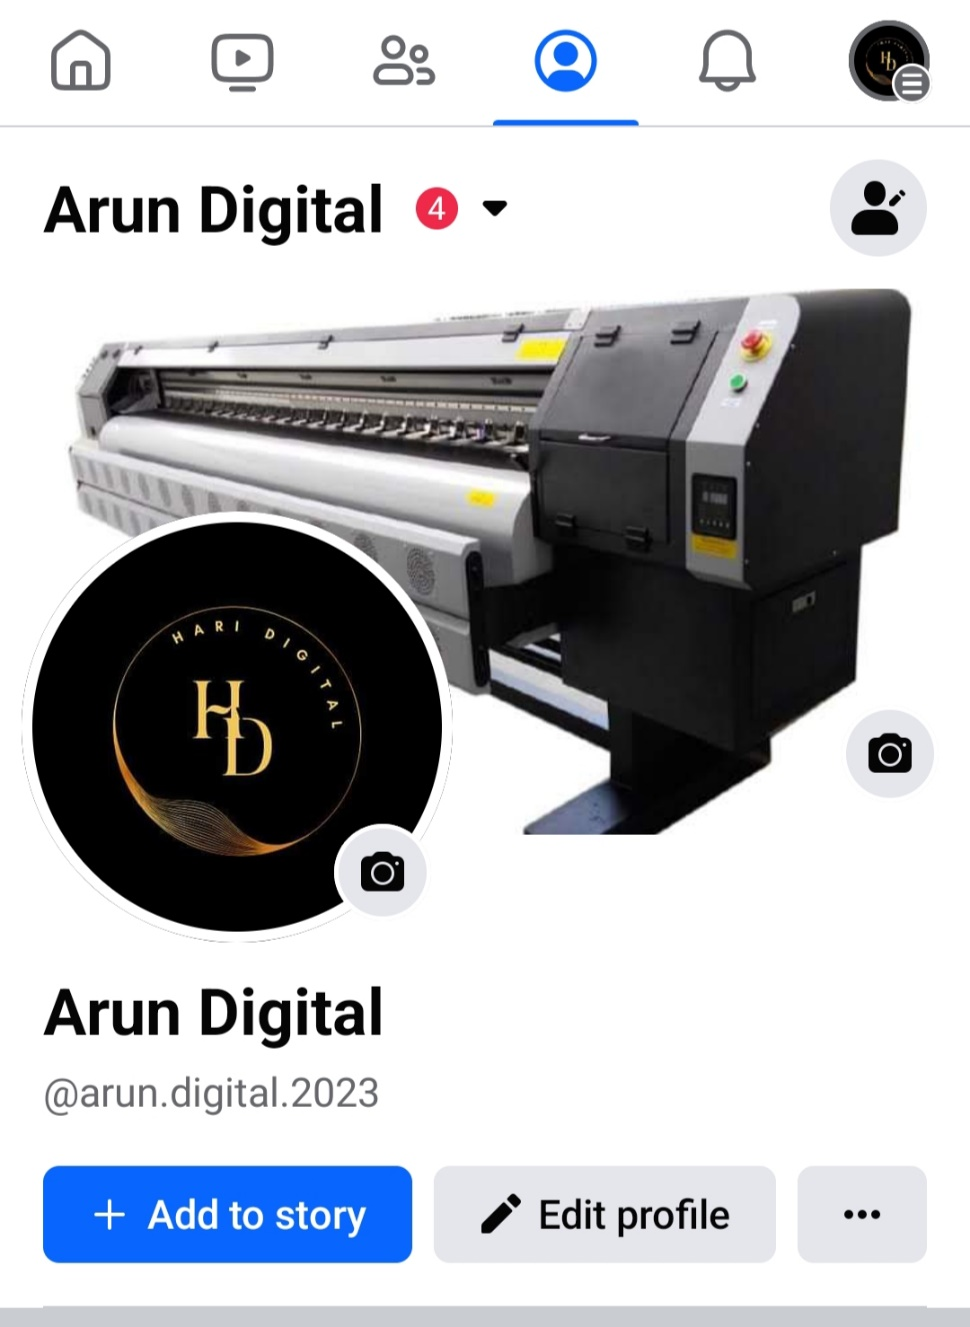 Arun Digital 4
HARI DIGITAL
HD
Arun Digital
@arun.digital.2023
+ Add to story
Edit profile
...